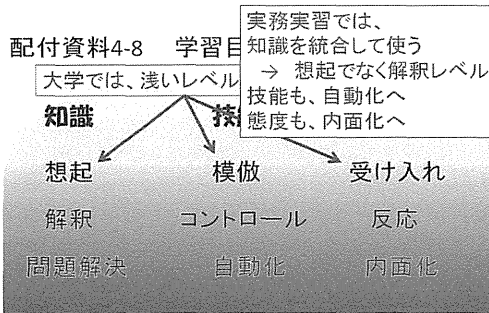 配付資料4-8 学習目
大学では、浅いレベル
実務実習では、
知識を統合して使う
→ 想起でなく解釈レベル
技能も、自動化へ
態度も、内面化へ
知識 技
想起 模倣 受け入れ
解釈 コントロール 反応
問題解決 自動化 内面化